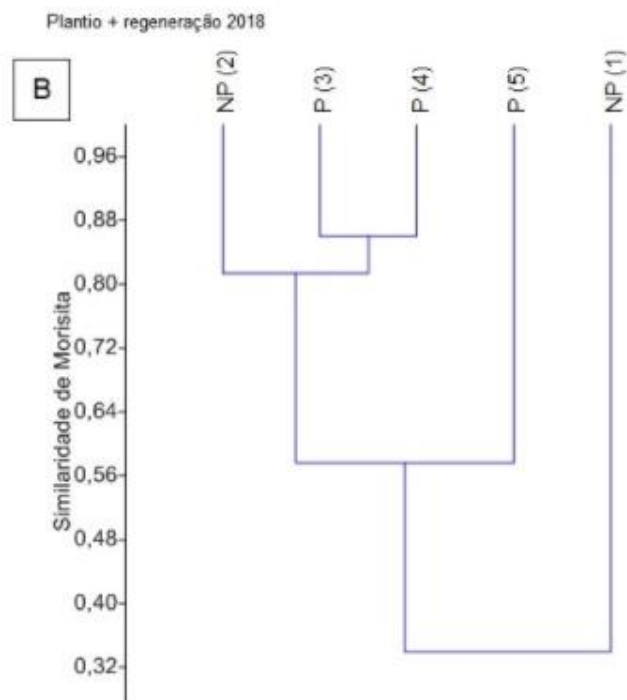 Plantio + regeneração 2018
B
NP (2)
P (3)
P (4)
P (5)
NP (1)
Similaridade de Morisita
0,96
0,88
0,80
0,72
0,64
0,56
0,48
0,40
0,32